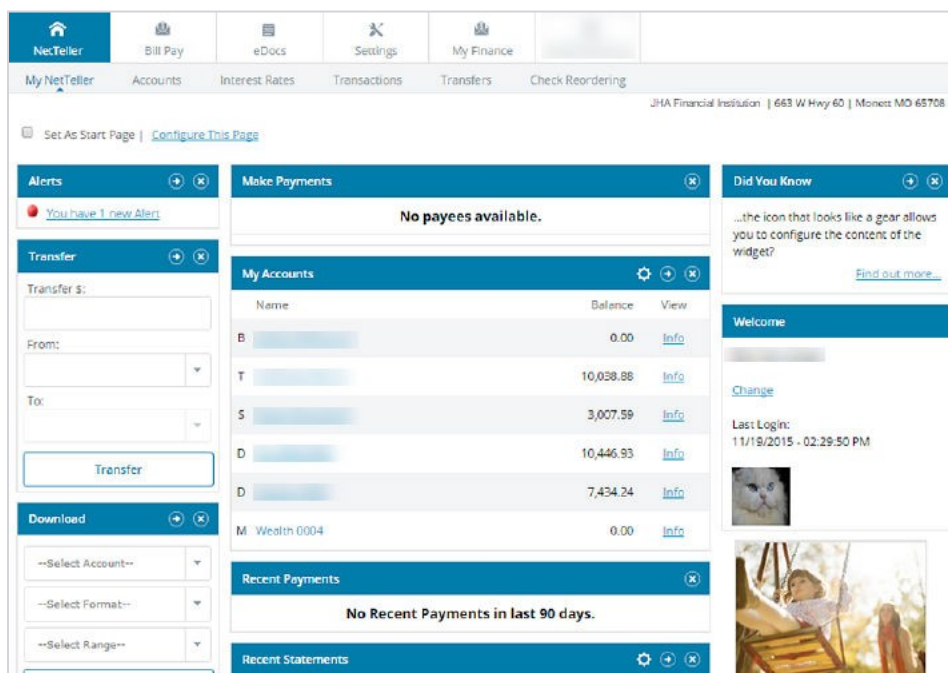 NetTeller Bill Pay eDocs Settings My Finance
My NetTeller Accounts Interest Rates Transactions Transfers Check Reordering
JHA Financial Institution | 663 W Hwy 60 | Monett MO 65708
Set As Start Page | Configure This Page
Alerts
You have 1 new Alert
Transfer
Transfer $:
From:
To:
Transfer
Download
--Select Account--
--Select Format--
--Select Range--
Make Payments
No payees available.
My Accounts
Name Balance View
B 0.00 Info
T 10,038.88 Info
S 3,007.59 Info
D 10,446.93 Info
D 7,434.24 Info
M Wealth 0004 0.00 Info
Recent Payments
No Recent Payments in last 90 days.
Recent Statements
Did You Know
...the icon that looks like a gear allows
you to configure the content of the
widget?
Find out more...
Welcome
Change
Last Login:
11/19/2015 - 02:29:50 PM